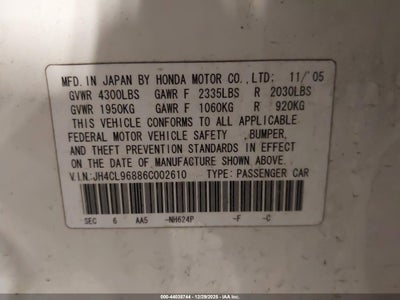 MFD.IN JAPAN BY HONDA MOTOR CO.,LTD: 11/'05
GVWR 4300LBS GAWR F 2335LBS R 2030LBS
GVWR 1950KG GAWR F 1060KG R 920KG
THIS VEHICLE CONFORMS TO ALL APPLICABLE
FEDERAL MOTOR VEHICLE SAFETY ,BUMPER,
AND THEFT PREVENTION STANDARDS IN EFFECT
ON THE DATE OF MANUFACTURE SHOWN ABOVE.
V.I.N:JH4CL96886C002610 TYPE: PASSENGER CAR
SEC 6 AA5 -NH624P -F -C
000-44038744 - 12/29/2025 - IAA, Inc.